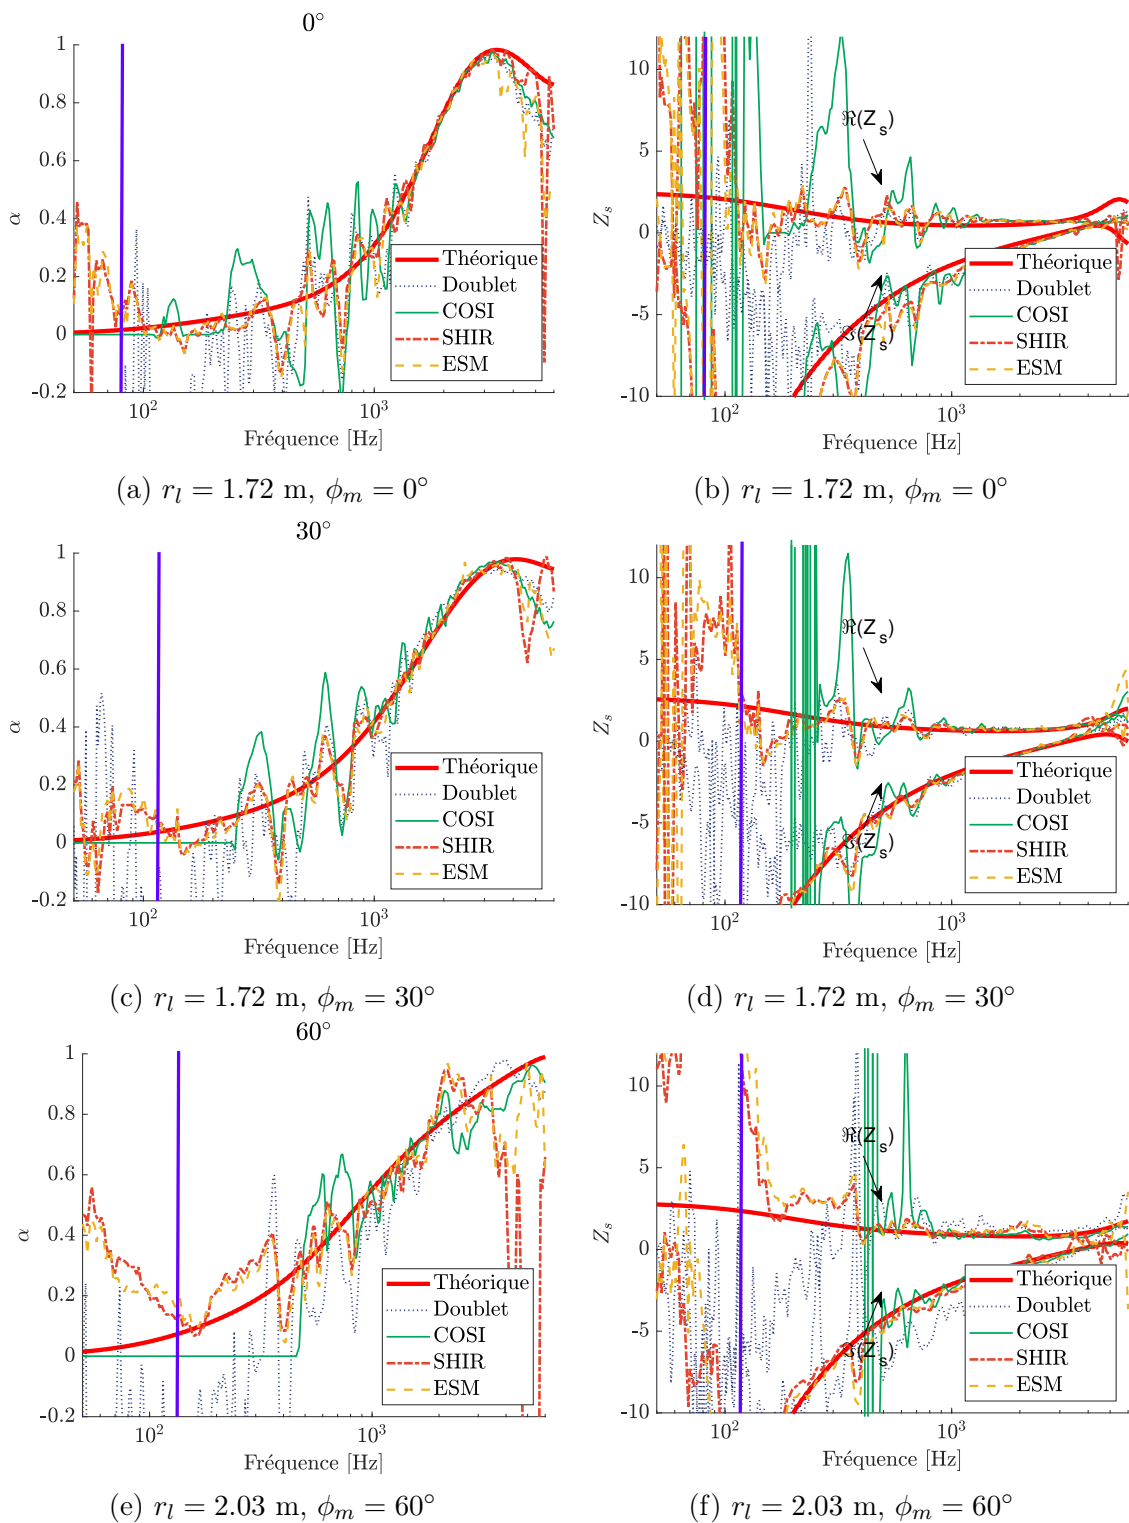 0°
1
0.8
0.6
0.4
0.2
0
-0.2
α
10²
10³
Fréquence [Hz]
Théorique
Doublet
COSI
SHIR
ESM
(a) r_l = 1.72 m, ϕ_m = 0°
10
5
0
-5
-10
Z_s
ℜ(Z_s)
ℑ(Z_s)
10²
10³
Fréquence [Hz]
Théorique
Doublet
COSI
SHIR
ESM
(b) r_l = 1.72 m, ϕ_m = 0°
30°
1
0.8
0.6
0.4
0.2
0
-0.2
α
10²
10³
Fréquence [Hz]
Théorique
Doublet
COSI
SHIR
ESM
(c) r_l = 1.72 m, ϕ_m = 30°
10
5
0
-5
-10
Z_s
ℜ(Z_s)
ℑ(Z_s)
10²
10³
Fréquence [Hz]
Théorique
Doublet
COSI
SHIR
ESM
(d) r_l = 1.72 m, ϕ_m = 30°
60°
1
0.8
0.6
0.4
0.2
0
-0.2
α
10²
10³
Fréquence [Hz]
Théorique
Doublet
COSI
SHIR
ESM
(e) r_l = 2.03 m, ϕ_m = 60°
10
5
0
-5
-10
Z_s
ℜ(Z_s)
ℑ(Z_s)
10²
10³
Fréquence [Hz]
Théorique
Doublet
COSI
SHIR
ESM
(f) r_l = 2.03 m, ϕ_m = 60°